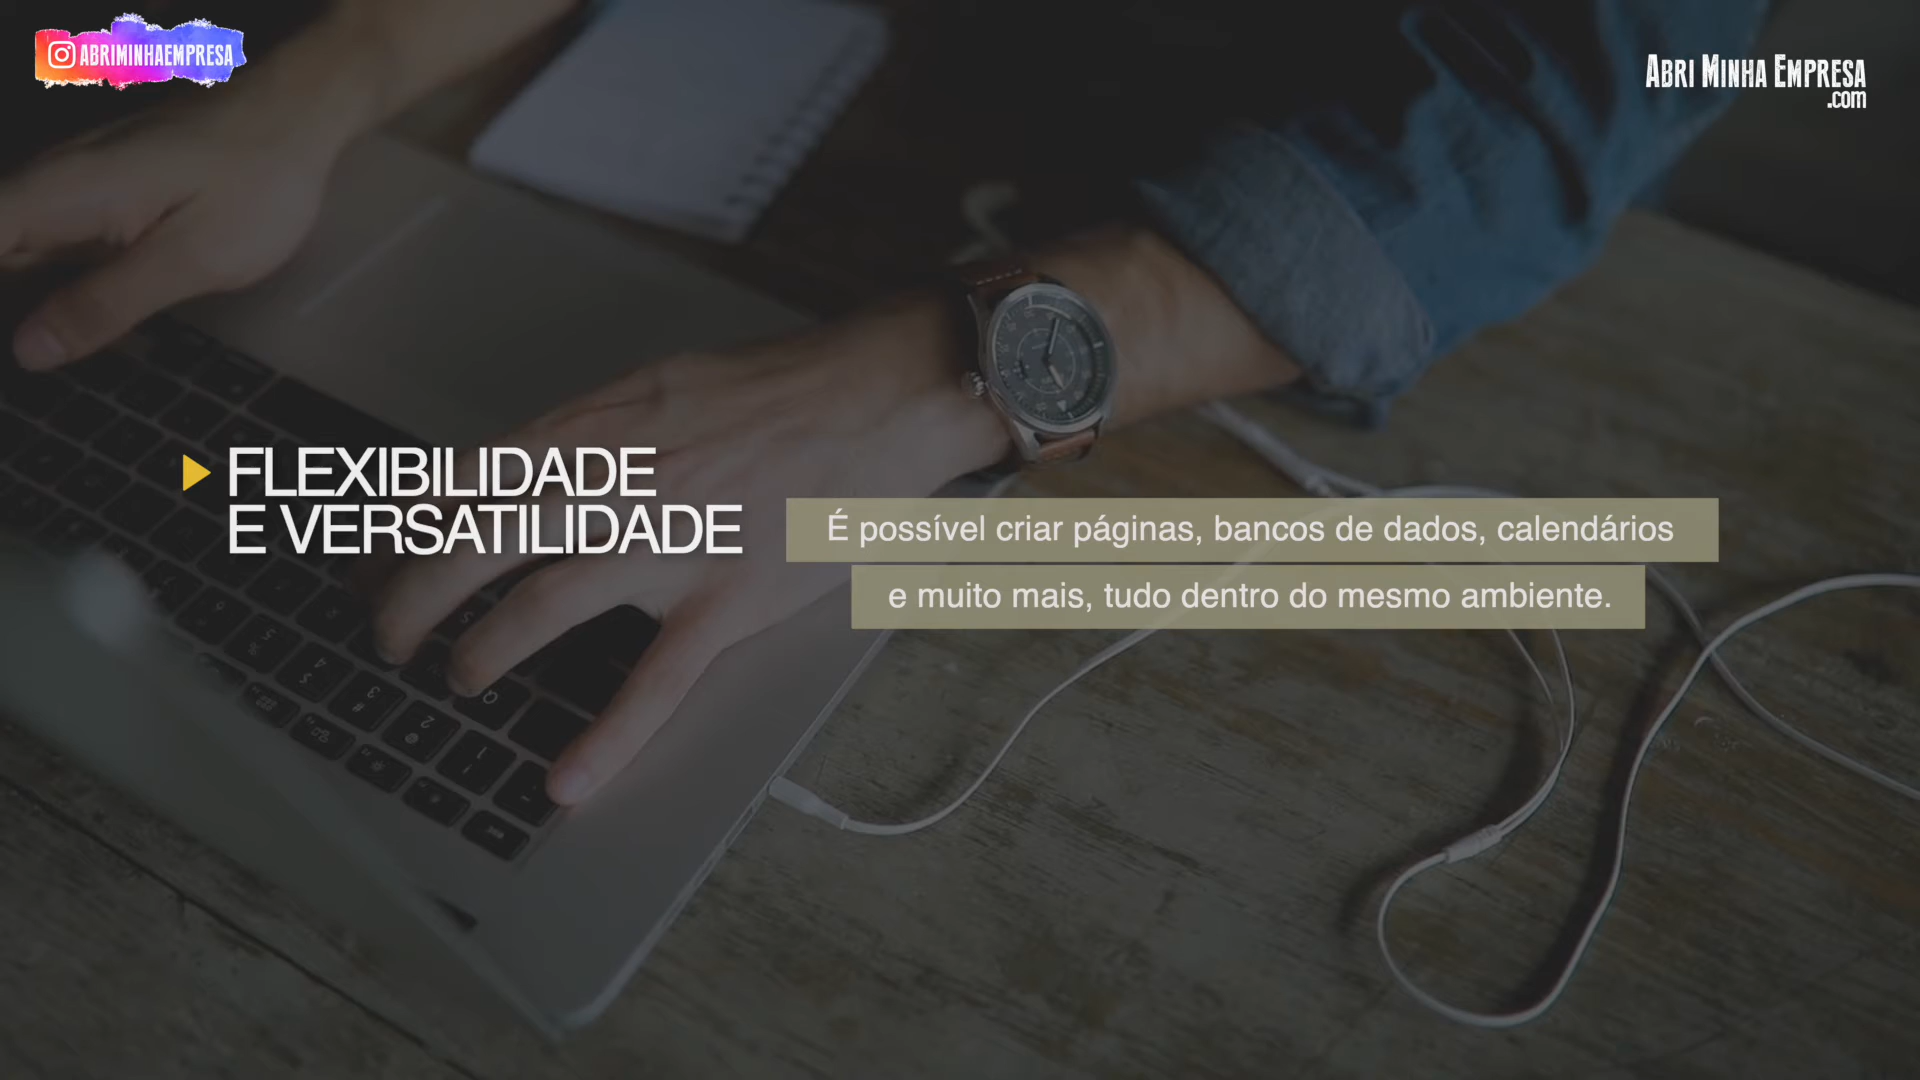 ABRIMINHAEMPRESA
ABRI MINHA EMPRESA
.COM
FLEXIBILIDADE
E VERSATILIDADE
É possível criar páginas, bancos de dados, calendários
e muito mais, tudo dentro do mesmo ambiente.